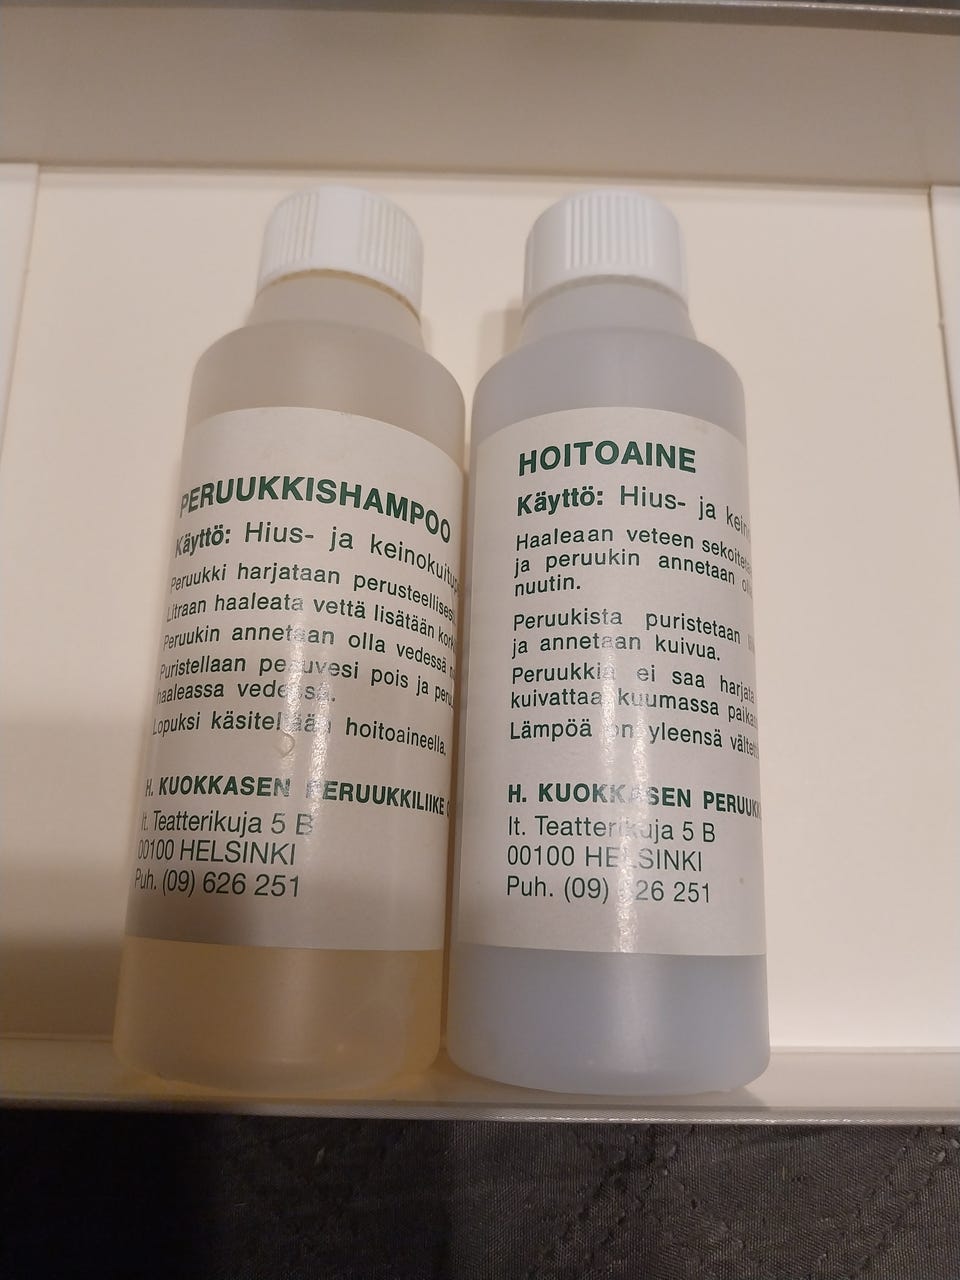 PERUUKKISHAMPOO
Käyttö: Hius- ja
Peruukki harjataan
Litraan haaleata vettä lisätään
Peruukin annetaan olla vedessä
Puristellaan pesuvesi pois ja
haaleassa vedessä.
Lopuksi käsitellään hoitoaineella.
H. KUOKKASEN PERUUKKILIIKE
It. Teatterikuja 5 B
00100 HELSINKI
Puh. (09) 626 251
HOITOAINE
Käyttö: Hius- ja
Haaleaan veteen
ja peruukin annetaan
nuutin.
Peruukista puristetaan
ja annetaan kuivua.
Peruukkia ei saa
kuivattaa kuumassa
Lämpöä on yleensä
H. KUOKKASEN
It. Teatterikuja 5 B
00100 HELSINKI
Puh. (09) 626 251